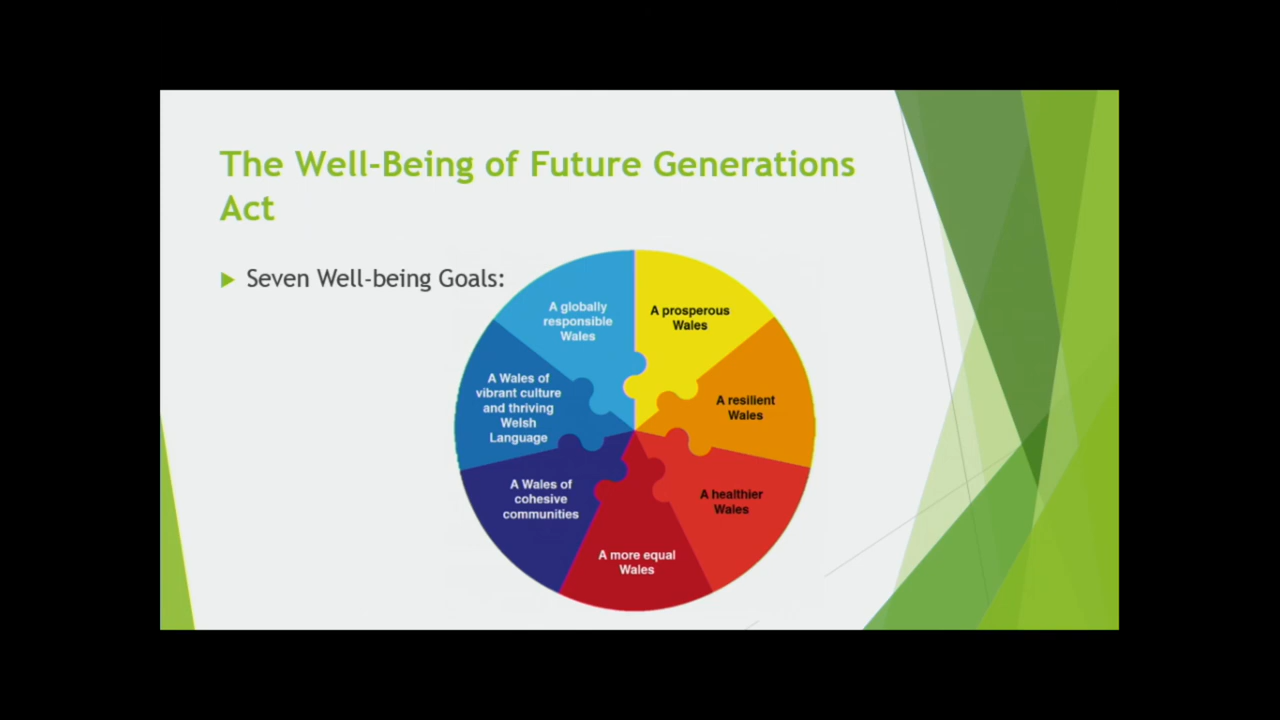 The Well-Being of Future Generations
Act
Seven Well-being Goals:
A globally
responsible
Wales
A prosperous
Wales
A resilient
Wales
A healthier
Wales
A more equal
Wales
A Wales of
cohesive
communities
A Wales of
vibrant culture
and thriving
Welsh
Language